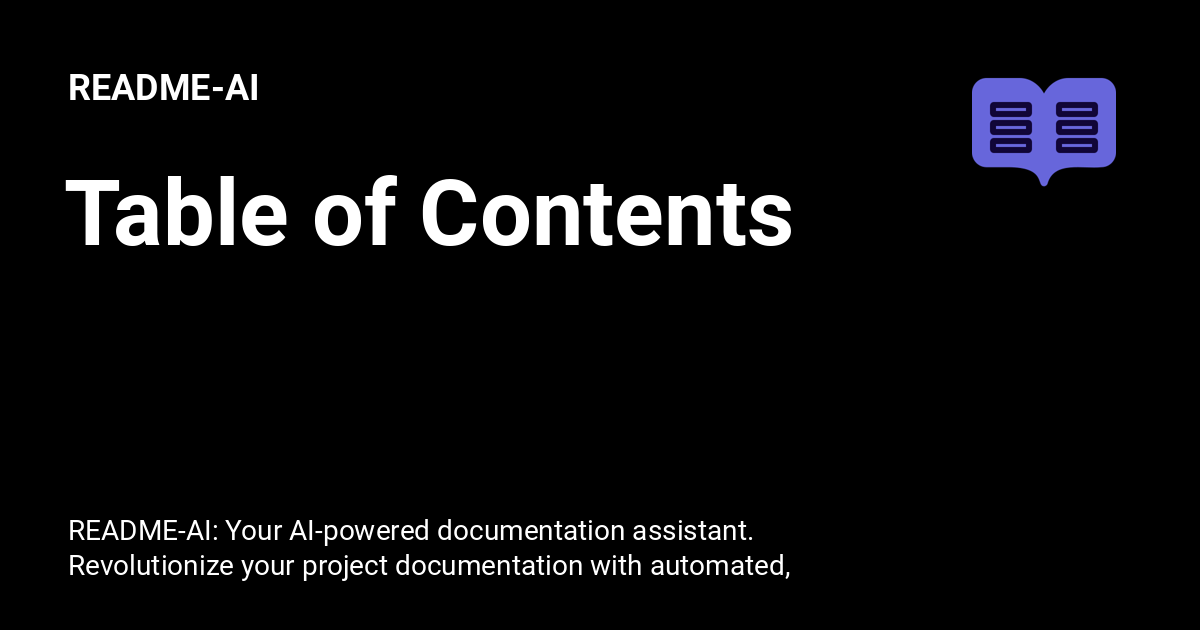 README-AI
Table of Contents
README-AI: Your AI-powered documentation assistant.
Revolutionize your project documentation with automated,